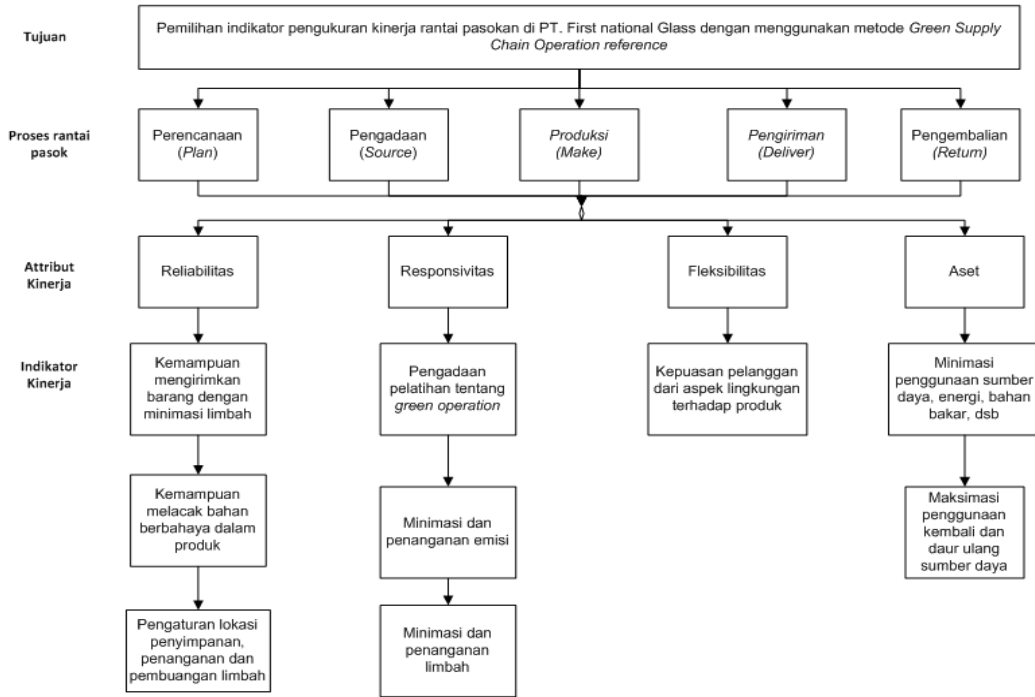 Tujuan
Pemilihan indikator pengukuran kinerja rantai pasokan di PT. First national Glass dengan menggunakan metode Green Supply
Chain Operation reference
Proses rantai
pasok
Perencanaan
(Plan)
Pengadaan
(Source)
Produksi
(Make)
Pengiriman
(Deliver)
Pengembalian
(Return)
Attribut
Kinerja
Reliabilitas
Responsivitas
Fleksibilitas
Aset
Indikator
Kinerja
Kemampuan
mengirimkan
barang dengan
minimasi limbah
Pengadaan
pelatihan tentang
green operation
Kepuasan pelanggan
dari aspek lingkungan
terhadap produk
Minimasi
penggunaan sumber
daya, energi, bahan
bakar, dsb
Kemampuan
melacak bahan
berbahaya dalam
produk
Minimasi dan
penanganan emisi
Maksimasi
penggunaan
kembali dan
daur ulang
sumber daya
Pengaturan lokasi
penyimpanan,
penanganan dan
pembuangan limbah
Minimasi dan
penanganan
limbah